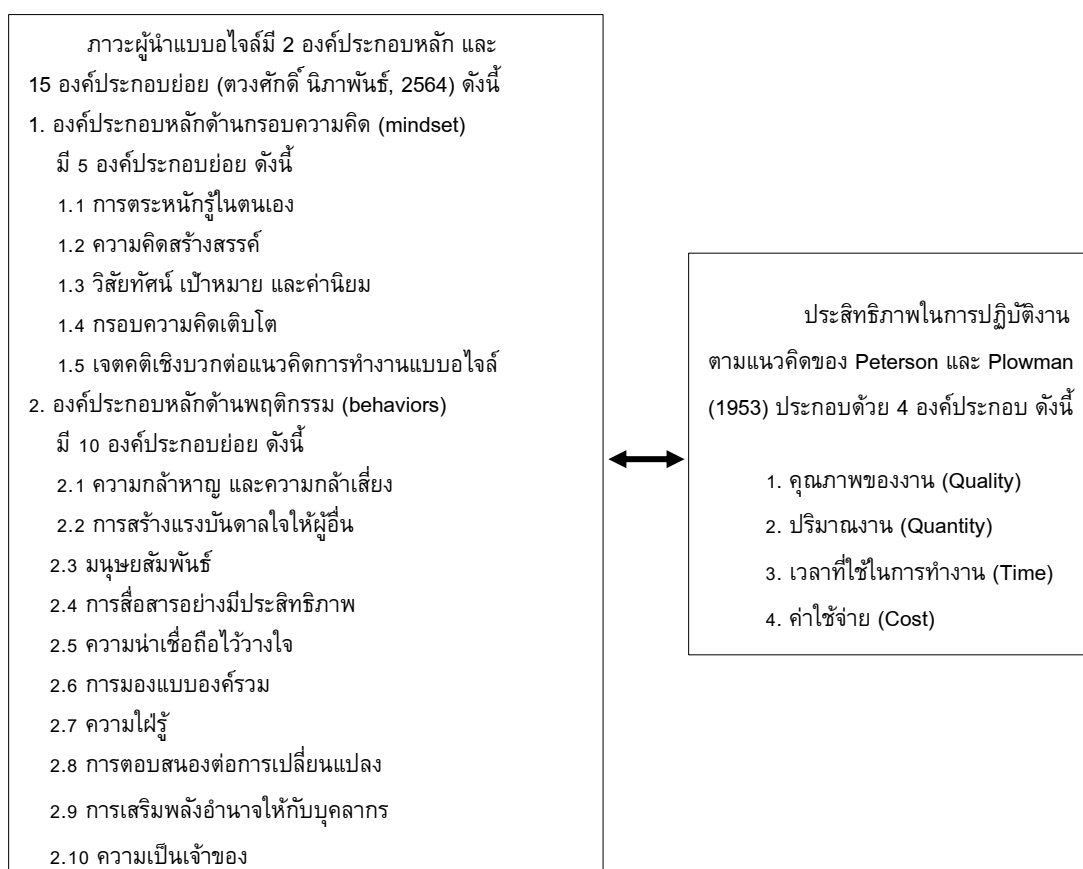 ภาวะผู้นำแบบอไจล์มี 2 องค์ประกอบหลัก และ
15 องค์ประกอบย่อย (ตวงศักดิ์ นิภาพันธ์, 2564) ดังนี้
1. องค์ประกอบหลักด้านกรอบความคิด (mindset)
มี 5 องค์ประกอบย่อย ดังนี้
1.1 การตระหนักรู้ในตนเอง
1.2 ความคิดสร้างสรรค์
1.3 วิสัยทัศน์ เป้าหมาย และค่านิยม
1.4 กรอบความคิดเติบโต
1.5 เจตคติเชิงบวกต่อแนวคิดการทำงานแบบอไจล์
2. องค์ประกอบหลักด้านพฤติกรรม (behaviors)
มี 10 องค์ประกอบย่อย ดังนี้
2.1 ความกล้าหาญ และความกล้าเสี่ยง
2.2 การสร้างแรงบันดาลใจให้ผู้อื่น
2.3 มนุษยสัมพันธ์
2.4 การสื่อสารอย่างมีประสิทธิภาพ
2.5 ความน่าเชื่อถือไว้วางใจ
2.6 การมองแบบองค์รวม
2.7 ความใฝ่รู้
2.8 การตอบสนองต่อการเปลี่ยนแปลง
2.9 การเสริมพลังอำนาจให้กับบุคลากร
2.10 ความเป็นเจ้าของ
ประสิทธิภาพในการปฏิบัติงาน
ตามแนวคิดของ Peterson และ Plowman
(1953) ประกอบด้วย 4 องค์ประกอบ ดังนี้
1. คุณภาพของงาน (Quality)
2. ปริมาณงาน (Quantity)
3. เวลาที่ใช้ในการทำงาน (Time)
4. ค่าใช้จ่าย (Cost)